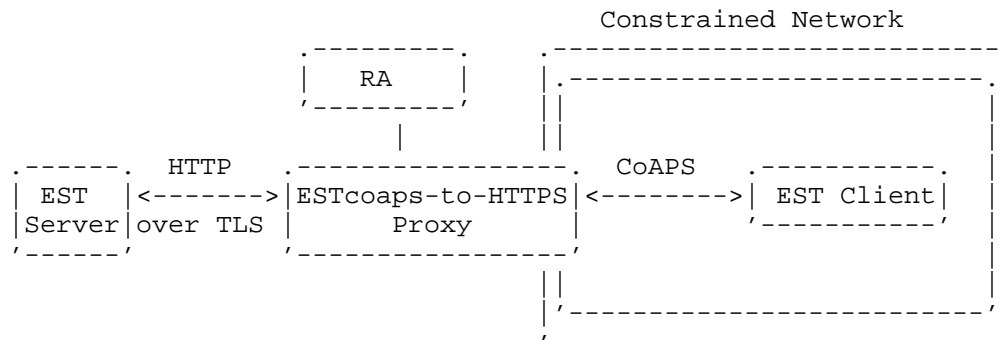 Constrained Network
RA
HTTP CoAPS
EST <-------> ESTcoaps-to-HTTPS <--------> EST Client
Server over TLS Proxy